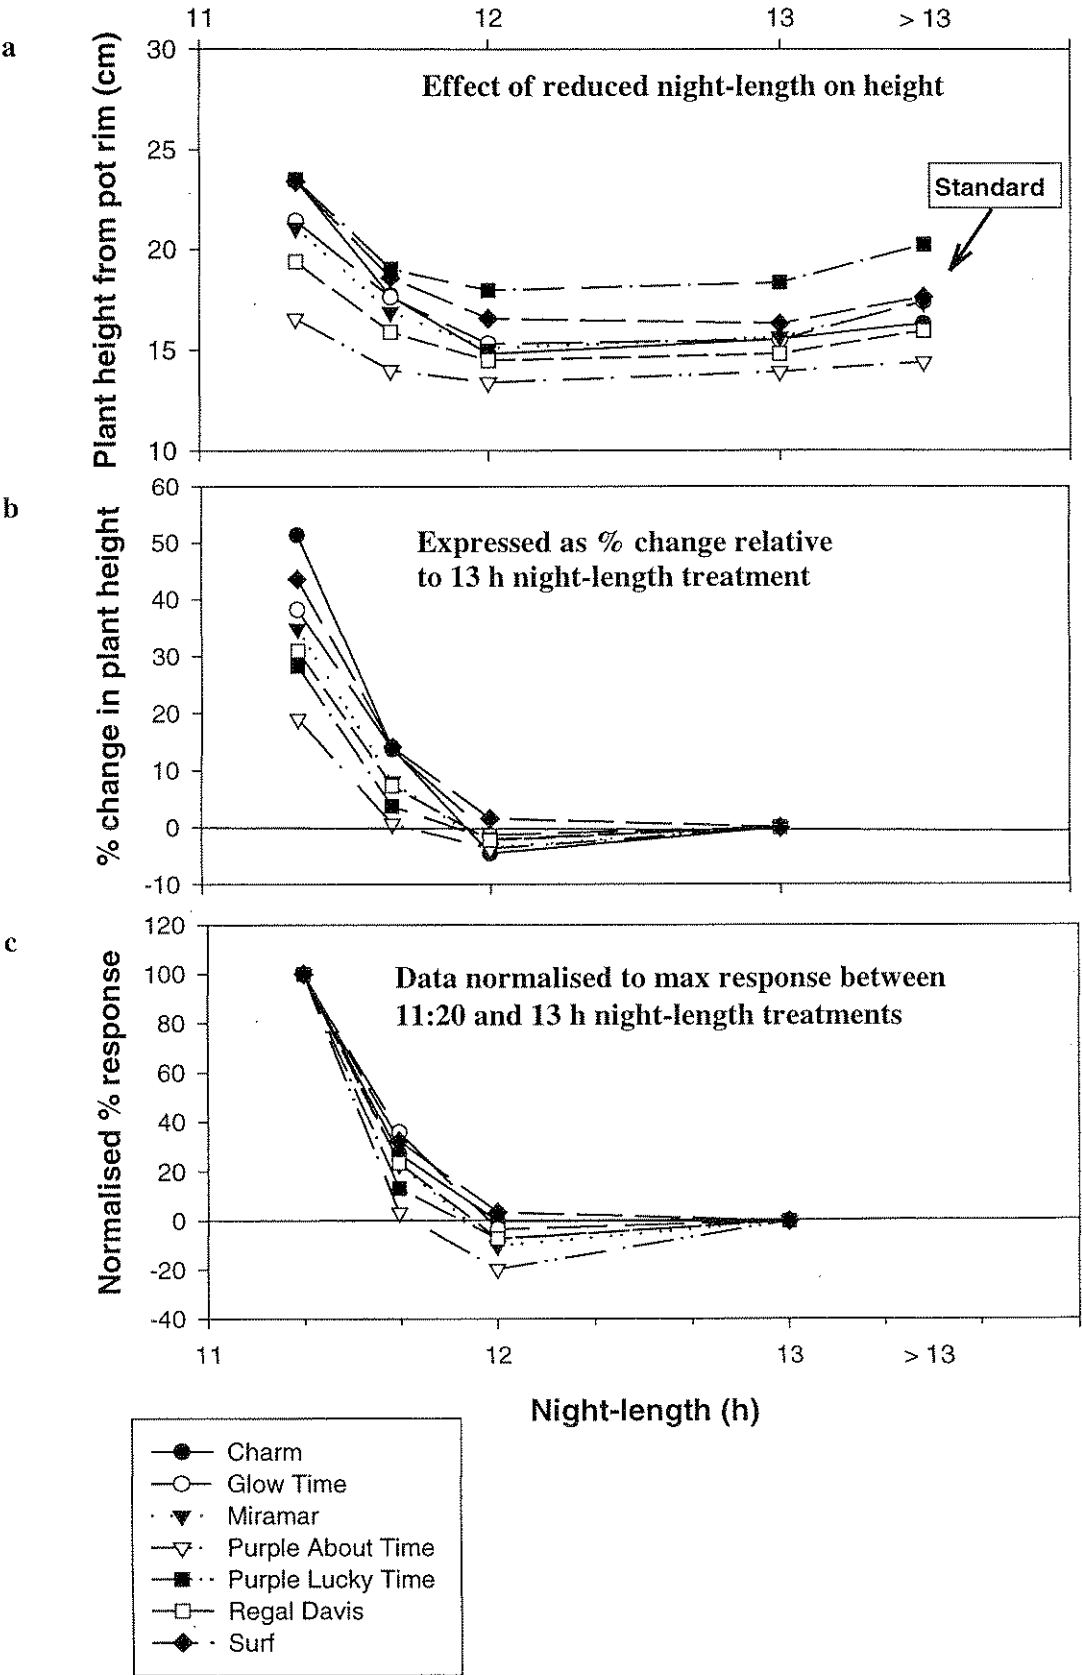 11 12 13 > 13
a
30
Effect of reduced night-length on height
25
Standard
20
15
10
Plant height from pot rim (cm)
b
60
50
Expressed as % change relative
to 13 h night-length treatment
40
30
20
10
0
-10
% change in plant height
c
120
100
Data normalised to max response between
11:20 and 13 h night-length treatments
80
60
40
20
0
-20
-40
Normalised % response
11 12 13 > 13
Night-length (h)
Charm
Glow Time
Miramar
Purple About Time
Purple Lucky Time
Regal Davis
Surf